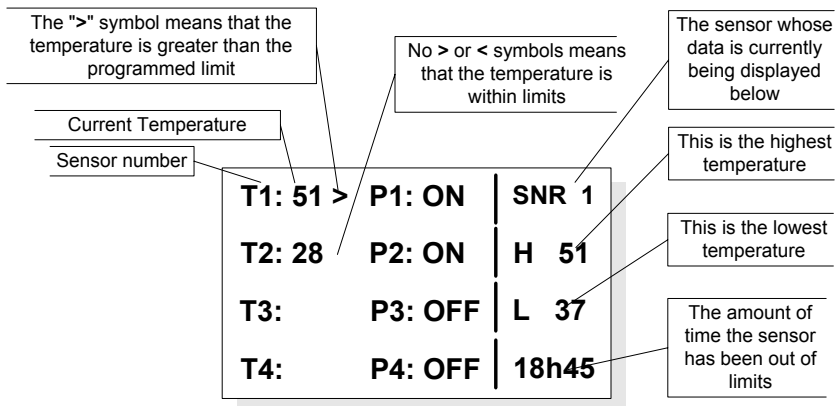 The ">" symbol means that the
temperature is greater than the
programmed limit
No > or < symbols means
that the temperature is
within limits
The sensor whose
data is currently
being displayed
below
Current Temperature
Sensor number
This is the highest
temperature
This is the lowest
temperature
The amount of
time the sensor
has been out of
limits
T1: 51 > P1: ON SNR 1
T2: 28 P2: ON H 51
T3: P3: OFF L 37
T4: P4: OFF 18h45